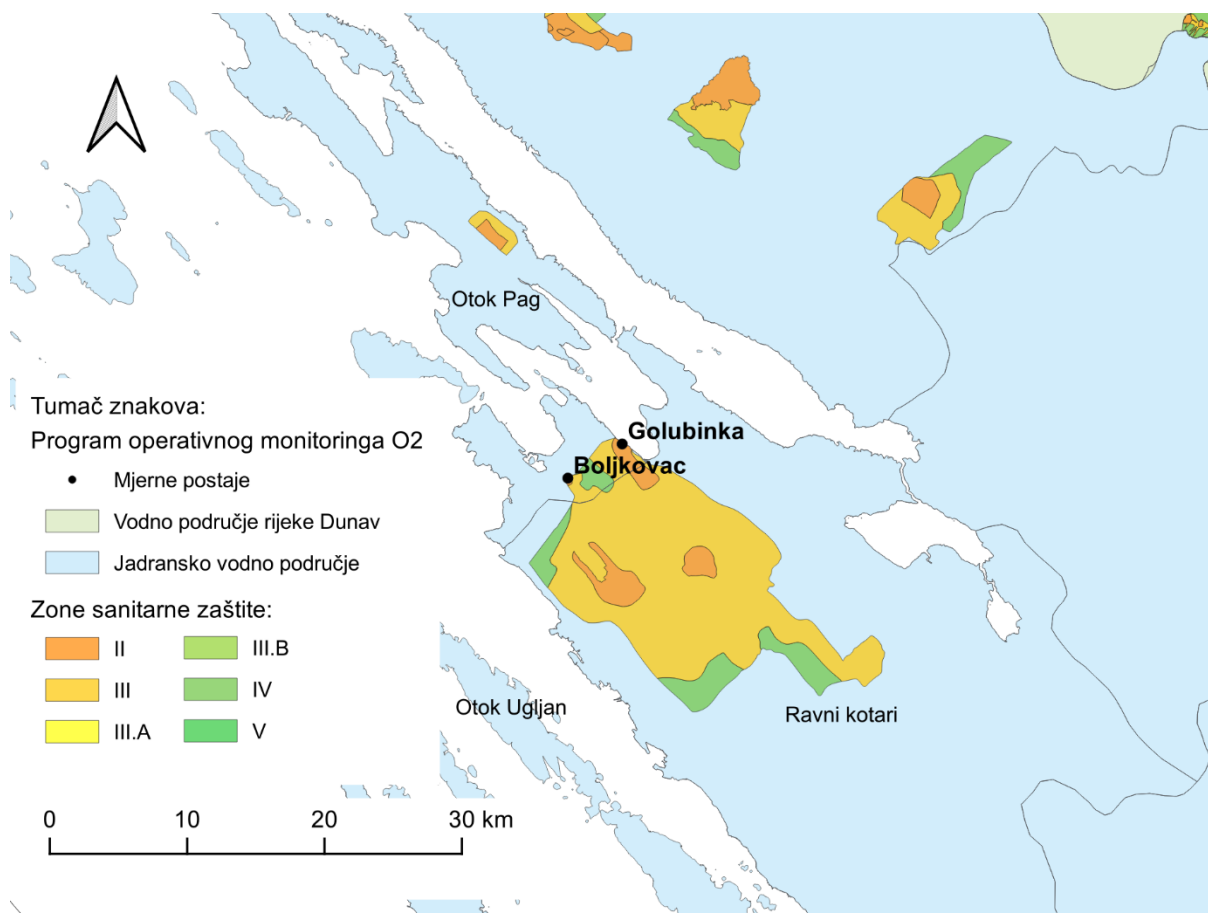 Otok Pag
Golubinka
Boljkovac
Otok Ugljan
Ravni kotari
Tumač znakova:
Program operativnog monitoringa O2
Mjerne postaje
Vodno područje rijeke Dunav
Jadransko vodno područje
Zone sanitarne zaštite:
II III.B
III IV
III.A V
0 10 20 30 km